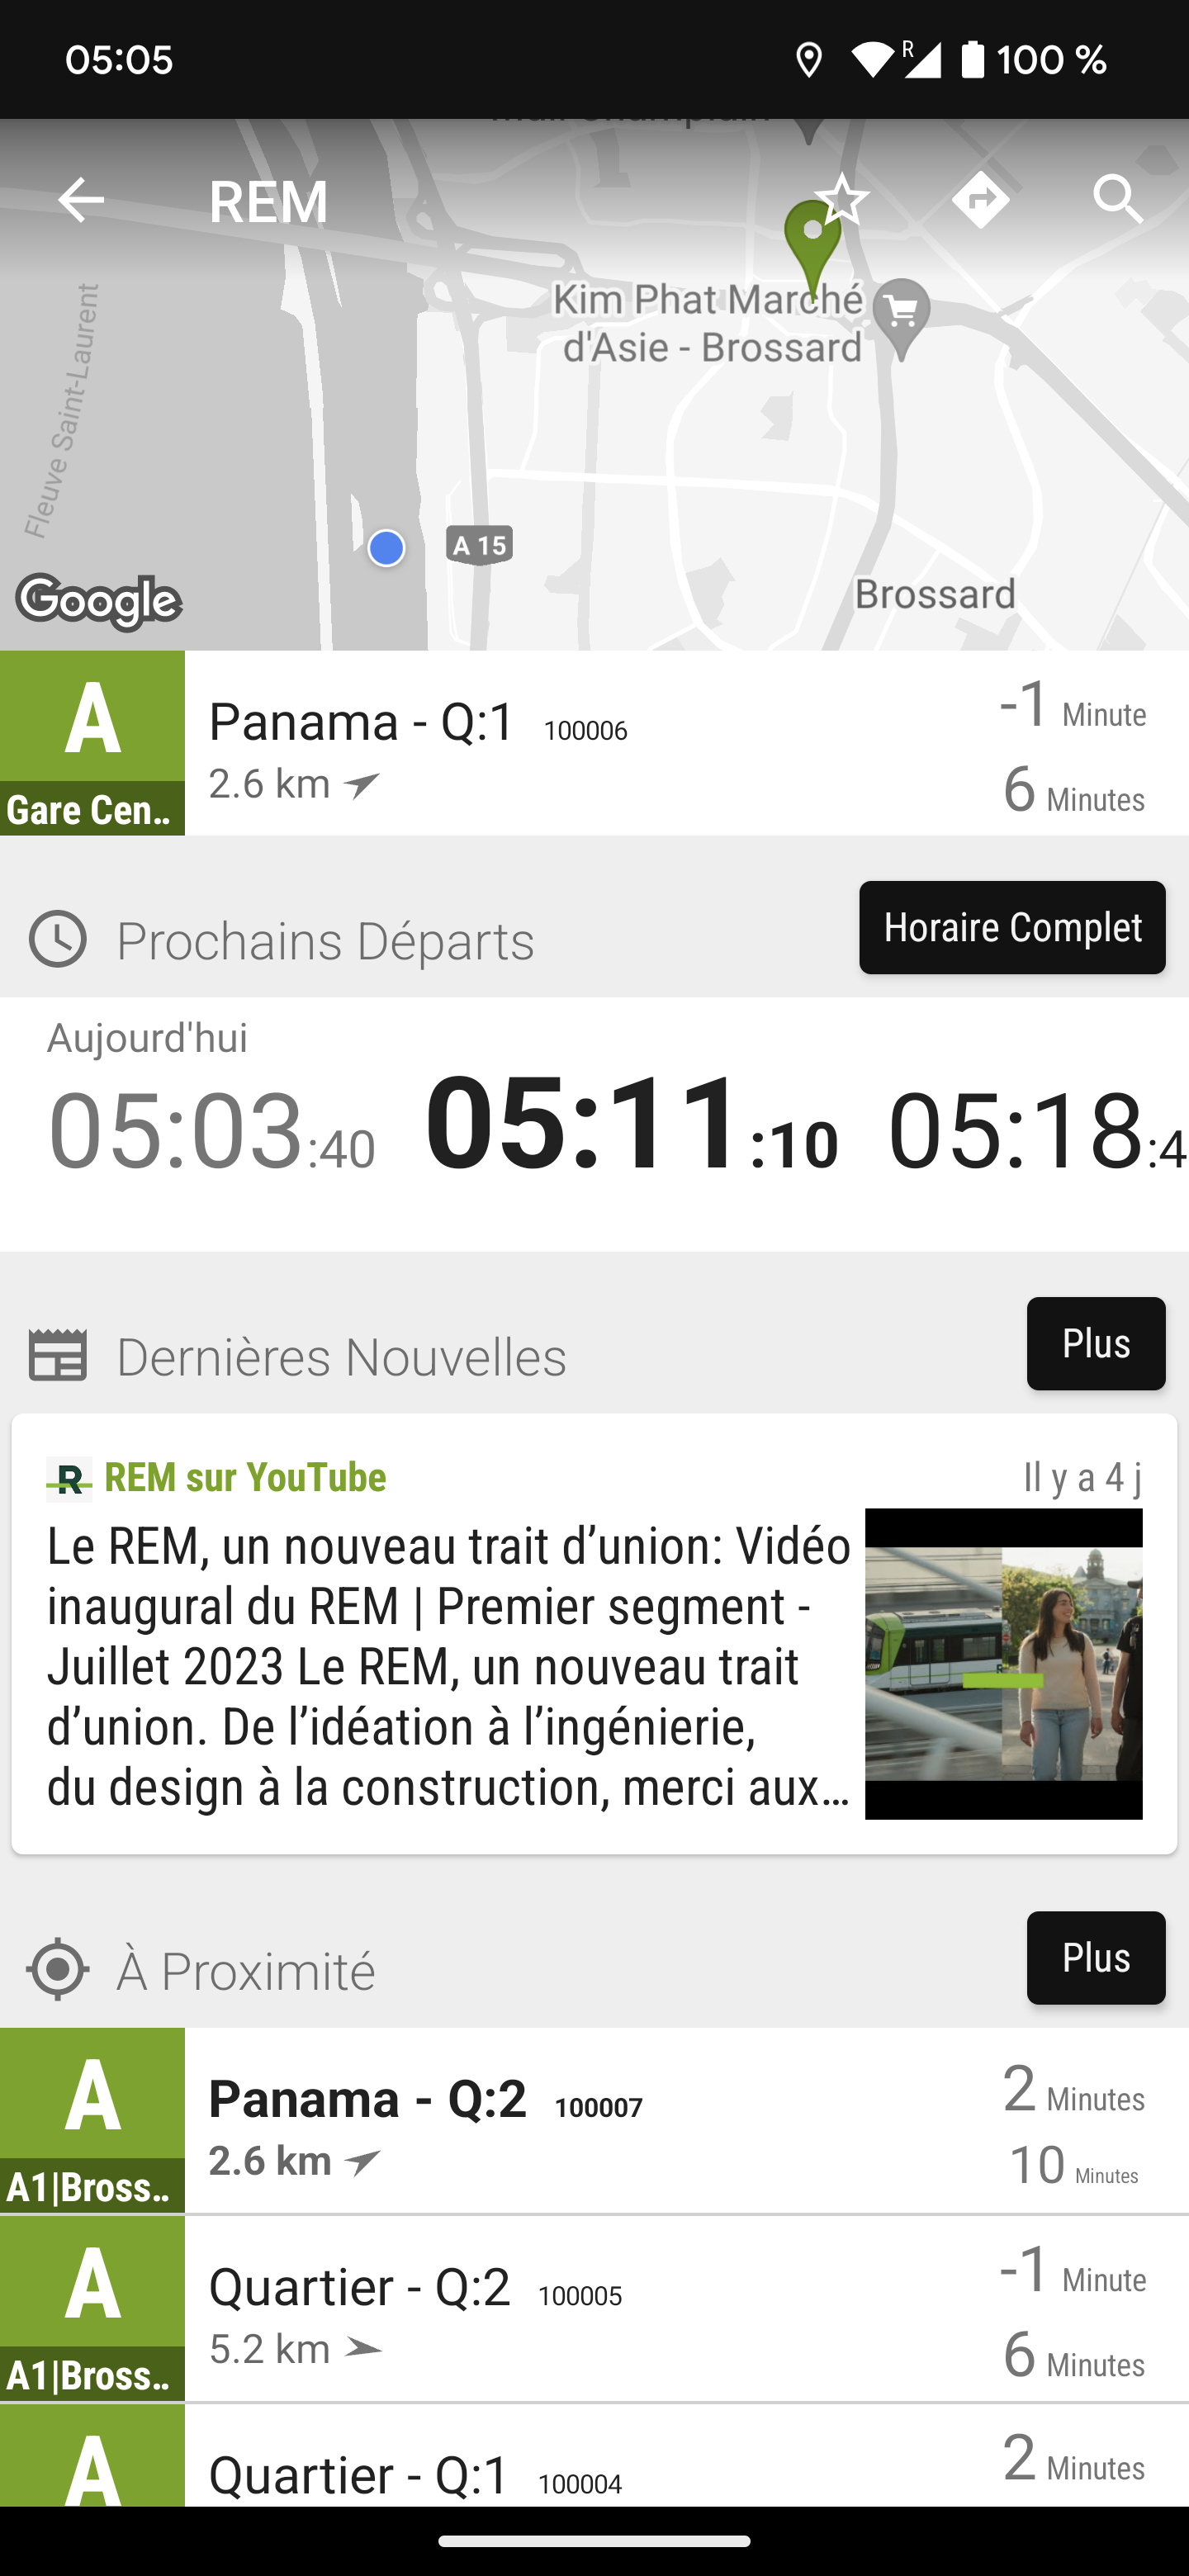 05:05
R
100 %
REM
Kim Phat Marché
d'Asie - Brossard
Fleuve Saint-Laurent
A 15
Brossard
Google
A
Gare Cen...
Panama - Q:1 100006
2.6 km
-1 Minute
6 Minutes
Prochains Départs
Horaire Complet
Aujourd'hui
05:03:40 05:11:10 05:18:4
Dernières Nouvelles
Plus
R REM sur YouTube
Il y a 4 j
Le REM, un nouveau trait d’union: Vidéo
inaugural du REM | Premier segment -
Juillet 2023 Le REM, un nouveau trait
d’union. De l’idéation à l’ingénierie,
du design à la construction, merci aux...
À Proximité
Plus
A
A1|Bross...
Panama - Q:2 100007
2.6 km
2 Minutes
10 Minutes
A
A1|Bross...
Quartier - Q:2 100005
5.2 km
-1 Minute
6 Minutes
A
Quartier - Q:1 100004
2 Minutes